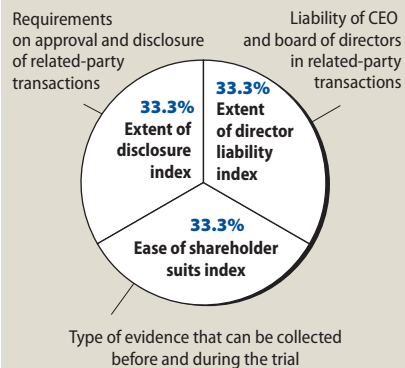 Requirements
on approval and disclosure
of related-party
transactions
Liability of CEO
and board of directors
in related-party
transactions
33.3%
Extent of
disclosure
index
33.3%
Extent
of director
liability
index
33.3%
Ease of shareholder
suits index
Type of evidence that can be collected
before and during the trial